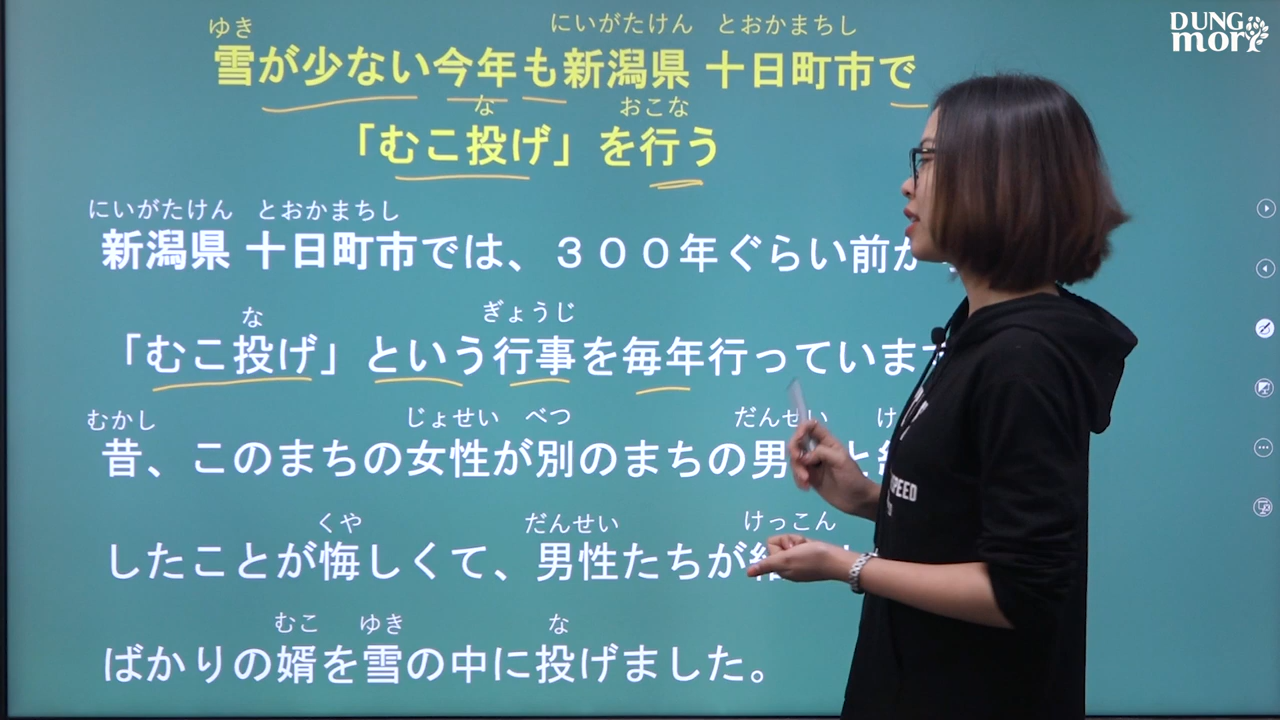 DUNG
mori
ゆき にいがたけん とおかまちし
雪が少ない今年も新潟県 十日町市で
な おこな
「むこ投げ」を行う
にいがたけん とおかまちし
新潟県 十日町市では、３００年ぐらい前か
な ぎょうじ
「むこ投げ」という行事を毎年行っています
むかし じょせい べつ だんせい け
昔、このまちの女性が別のまちの男 と結
くや だんせい けっこん
したことが悔しくて、男性たちが結
むこ ゆき な
ばかりの婿を雪の中に投げました。
SPEED